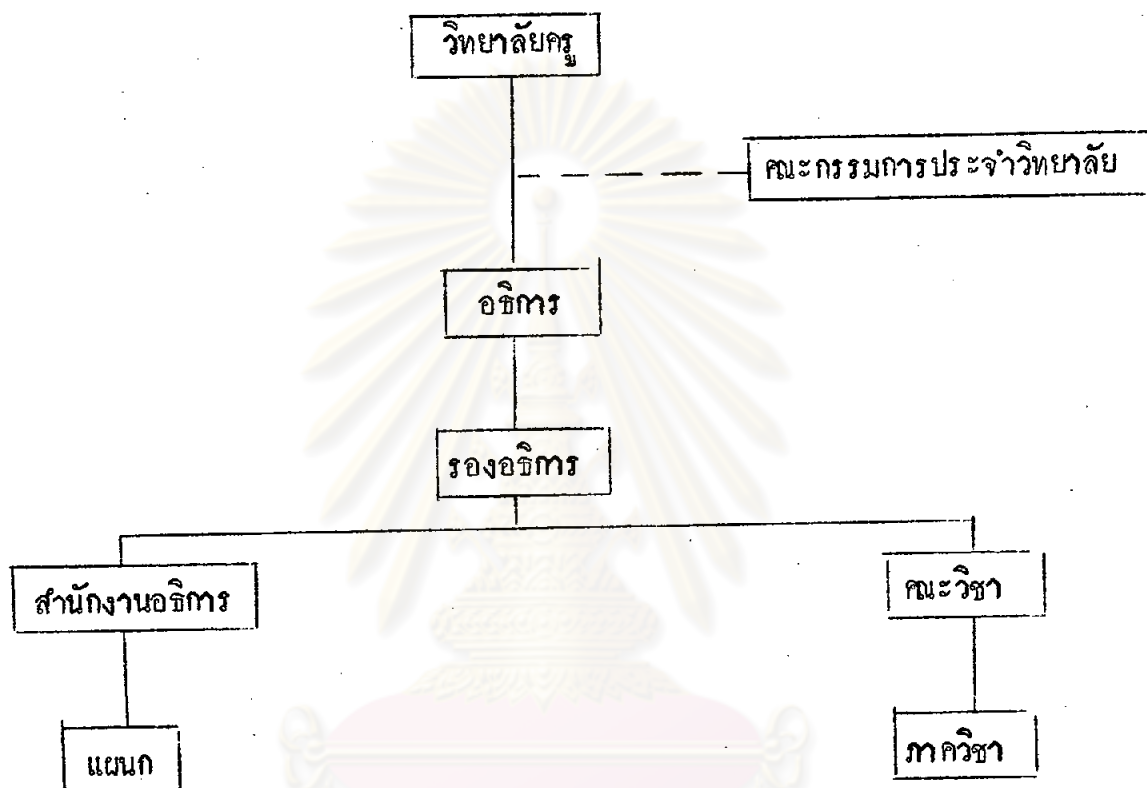 วิทยาลัยครู
คณะกรรมการประจำวิทยาลัย
อธิการ
รองอธิการ
สำนักงานอธิการ
คณะวิชา
แผนก
ภาควิชา